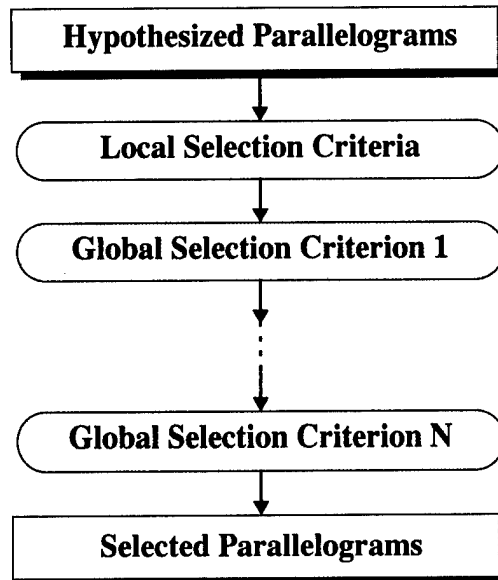 Hypothesized Parallelograms
Local Selection Criteria
Global Selection Criterion 1
Global Selection Criterion N
Selected Parallelograms